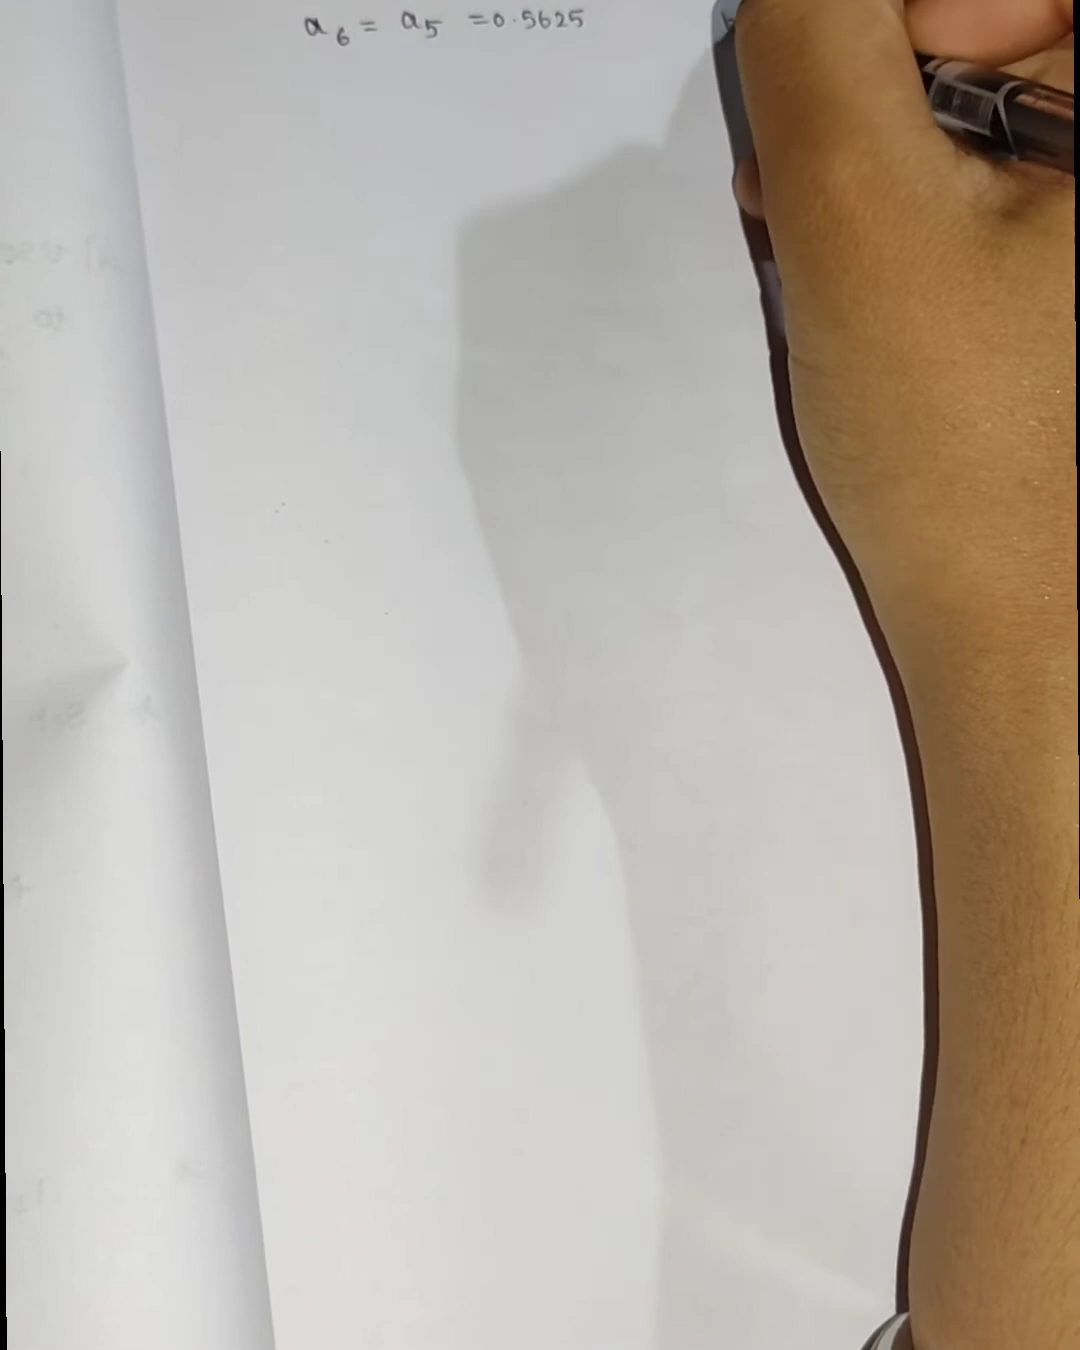 a₆ = a₅ = 0.5625